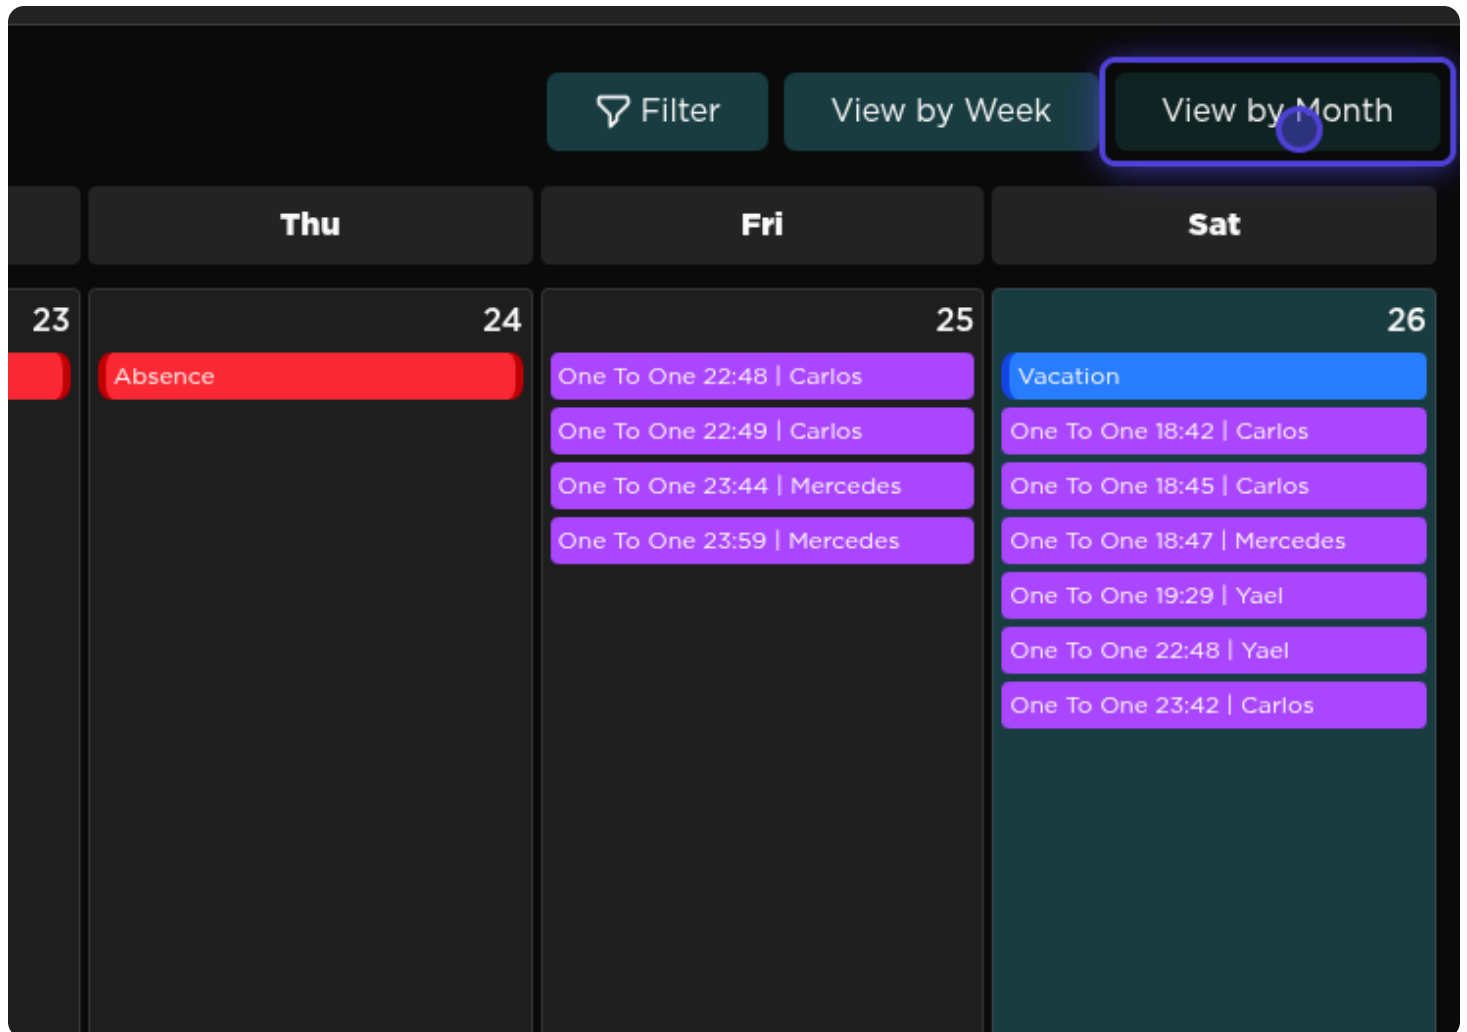 Filter View by Week View by Month
Thu Fri Sat
23 24 25 26
Absence
One To One 22:48 | Carlos
One To One 22:49 | Carlos
One To One 23:44 | Mercedes
One To One 23:59 | Mercedes
Vacation
One To One 18:42 | Carlos
One To One 18:45 | Carlos
One To One 18:47 | Mercedes
One To One 19:29 | Yael
One To One 22:48 | Yael
One To One 23:42 | Carlos